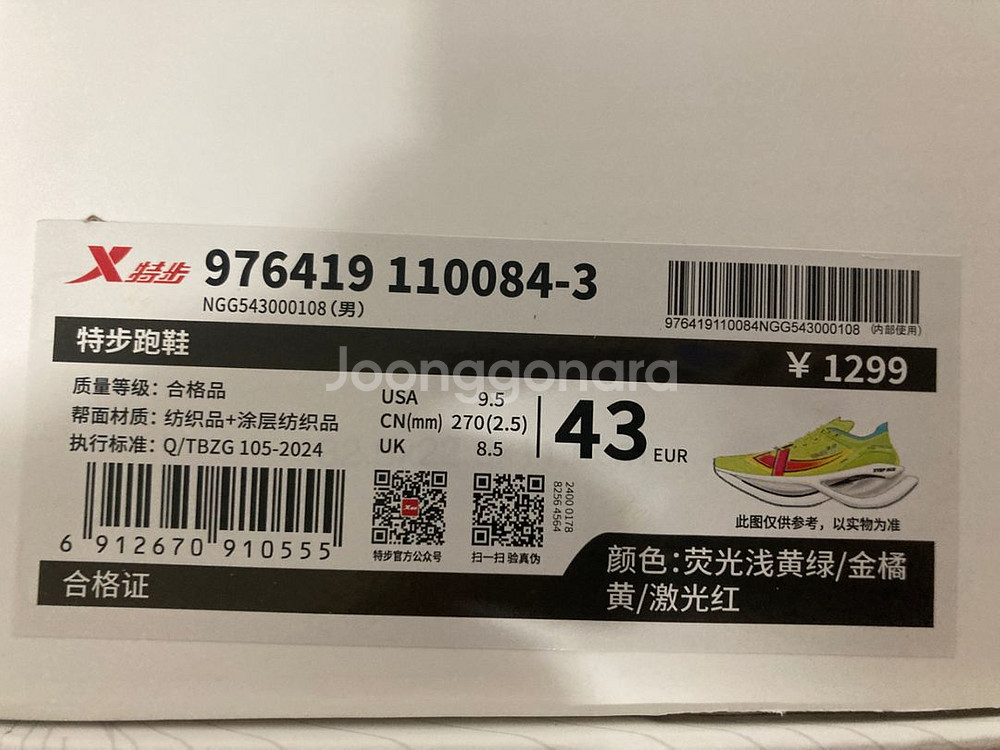 X 特步 976419 110084-3
NGG543000108(男)
976419110084NGG543000108 (内部使用)
特步跑鞋
¥ 1299
Joonggonara
质量等级: 合格品
帮面材质: 纺织品+涂层纺织品
执行标准: Q/TBZG 105-2024
USA 9.5
CN(mm) 270(2.5)
UK 8.5
43 EUR
6 912670 910555
特步官方公众号
扫一扫 验真伪
2400 0178
8256 4564
此图仅供参考，以实物为准
合格证
颜色:荧光浅黄绿/金橘
黄/激光红